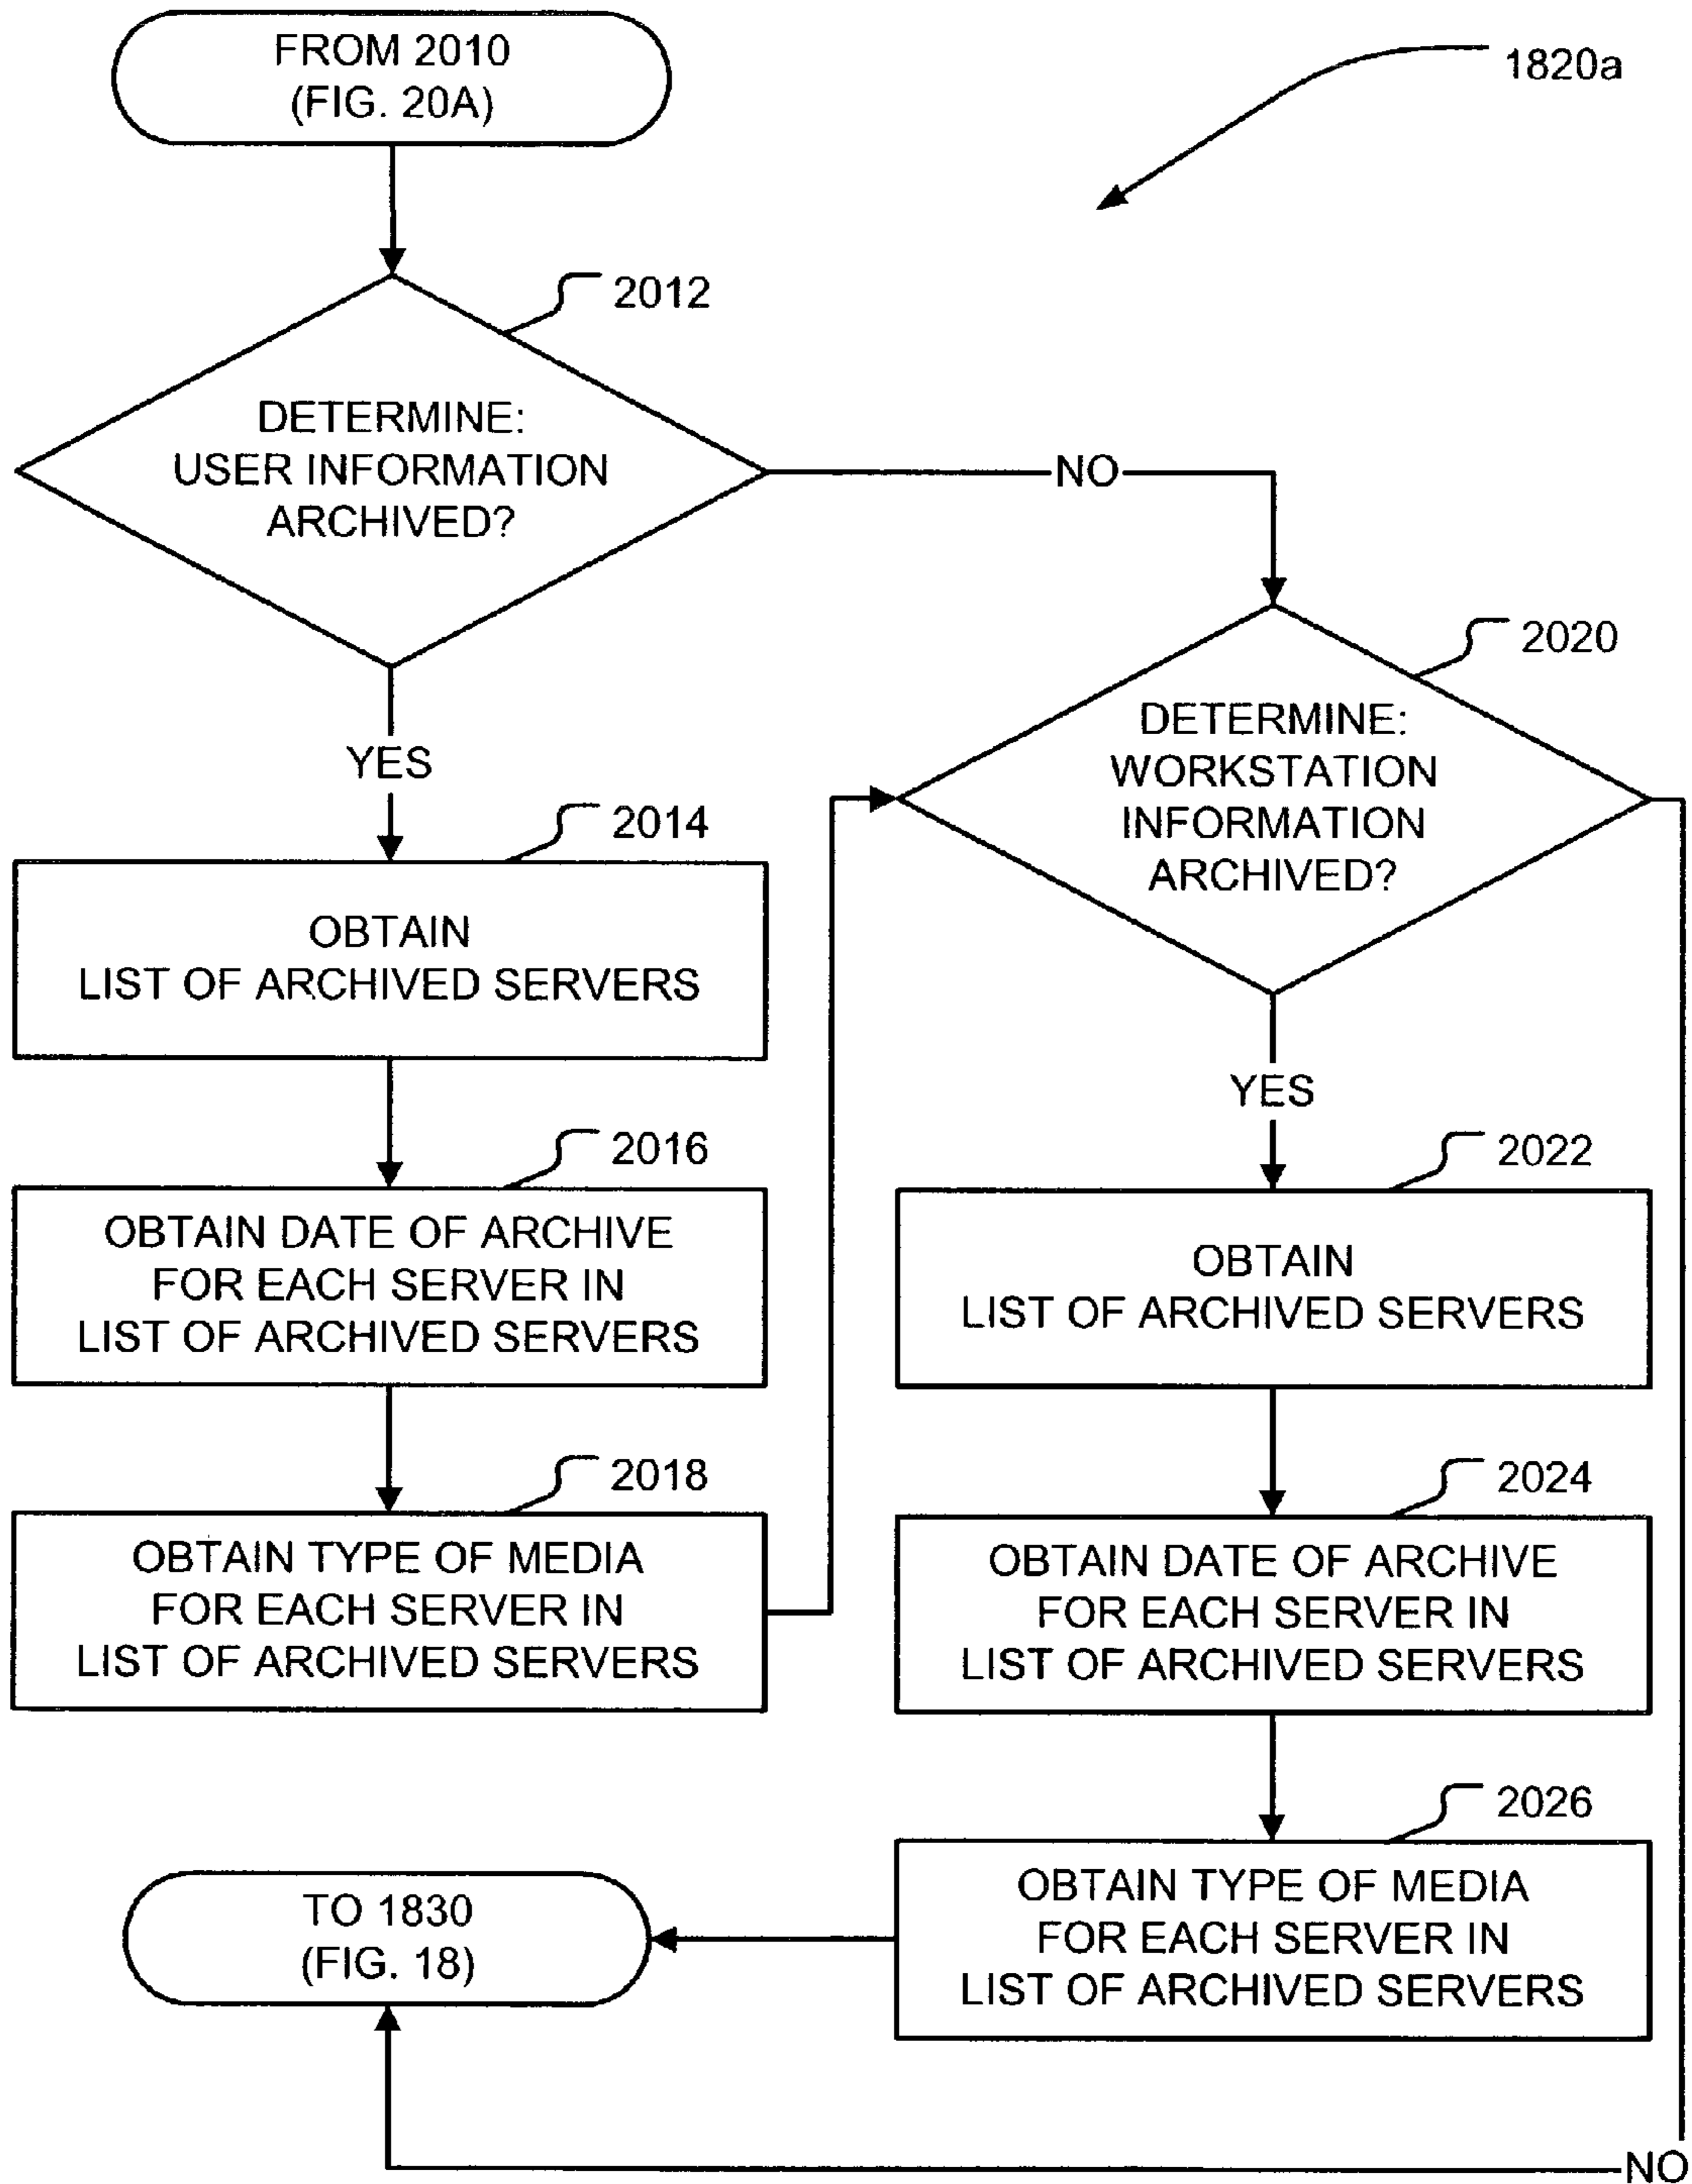 FROM 2010
(FIG. 20A)
1820a
2012
DETERMINE:
USER INFORMATION
ARCHIVED?
NO
YES
2014
OBTAIN
LIST OF ARCHIVED SERVERS
2016
OBTAIN DATE OF ARCHIVE
FOR EACH SERVER IN
LIST OF ARCHIVED SERVERS
2018
OBTAIN TYPE OF MEDIA
FOR EACH SERVER IN
LIST OF ARCHIVED SERVERS
2020
DETERMINE:
WORKSTATION
INFORMATION
ARCHIVED?
YES
2022
OBTAIN
LIST OF ARCHIVED SERVERS
2024
OBTAIN DATE OF ARCHIVE
FOR EACH SERVER IN
LIST OF ARCHIVED SERVERS
2026
OBTAIN TYPE OF MEDIA
FOR EACH SERVER IN
LIST OF ARCHIVED SERVERS
TO 1830
(FIG. 18)
NO